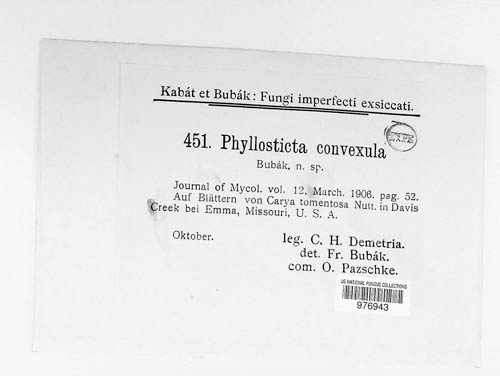 Kabát et Bubák: Fungi imperfecti exsiccati.
TYPE
451. Phyllosticta convexula
Bubák. n. sp.
Journal of Mycol. vol. 12. March. 1906. pag. 52.
Auf Blättern von Carya tomentosa Nutt. in Davis
Creek bei Emma, Missouri, U. S. A.
Oktober.
leg. C. H. Demetria.
det. Fr. Bubák.
com. O. Pazschke.
US NATIONAL FUNGUS COLLECTIONS
976943